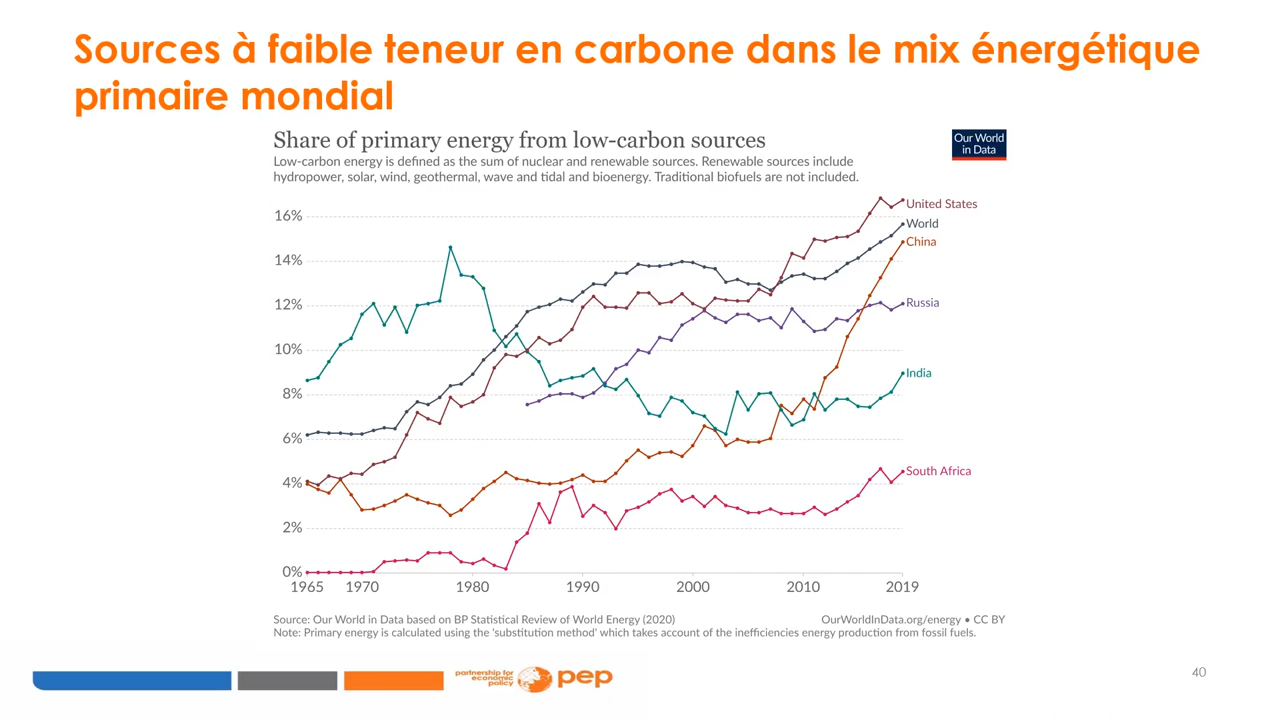 Sources à faible teneur en carbone dans le mix énergétique
primaire mondial
Share of primary energy from low-carbon sources
Our World
in Data
Low-carbon energy is defined as the sum of nuclear and renewable sources. Renewable sources include
hydropower, solar, wind, geothermal, wave and tidal and bioenergy. Traditional biofuels are not included.
United States
16%
World
China
14%
12%
Russia
10%
India
8%
6%
4%
South Africa
2%
0%
1965 1970 1980 1990 2000 2010 2019
Source: Our World in Data based on BP Statistical Review of World Energy (2020)
OurWorldInData.org/energy • CC BY
Note: Primary energy is calculated using the 'substitution method' which takes account of the inefficiencies energy production from fossil fuels.
partnership for
economic
policy
pep
40